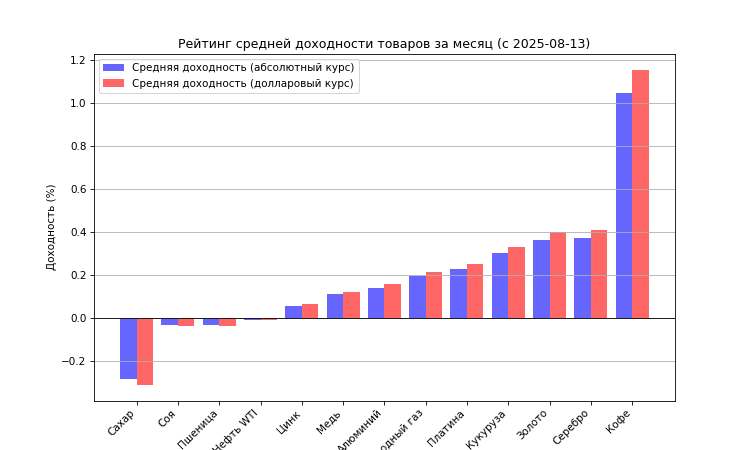 Рейтинг средней доходности товаров за месяц (с 2025-08-13)
Средняя доходность (абсолютный курс)
Средняя доходность (долларовый курс)
Доходность (%)
1.2
1.0
0.8
0.6
0.4
0.2
0.0
−0.2
Сахар
Соя
Пшеница
Нефть WTI
Цинк
Медь
Алюминий
газ
Платина
Кукуруза
Золото
Серебро
Кофе